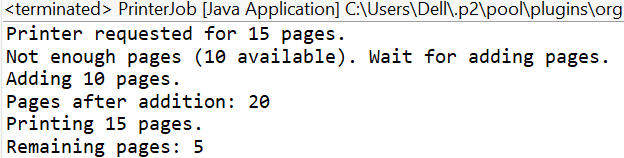 <terminated> PrinterJob [Java Application] C:\Users\Dell\.p2\pool\plugins\org
Printer requested for 15 pages.
Not enough pages (10 available). Wait for adding pages.
Adding 10 pages.
Pages after addition: 20
Printing 15 pages.
Remaining pages: 5